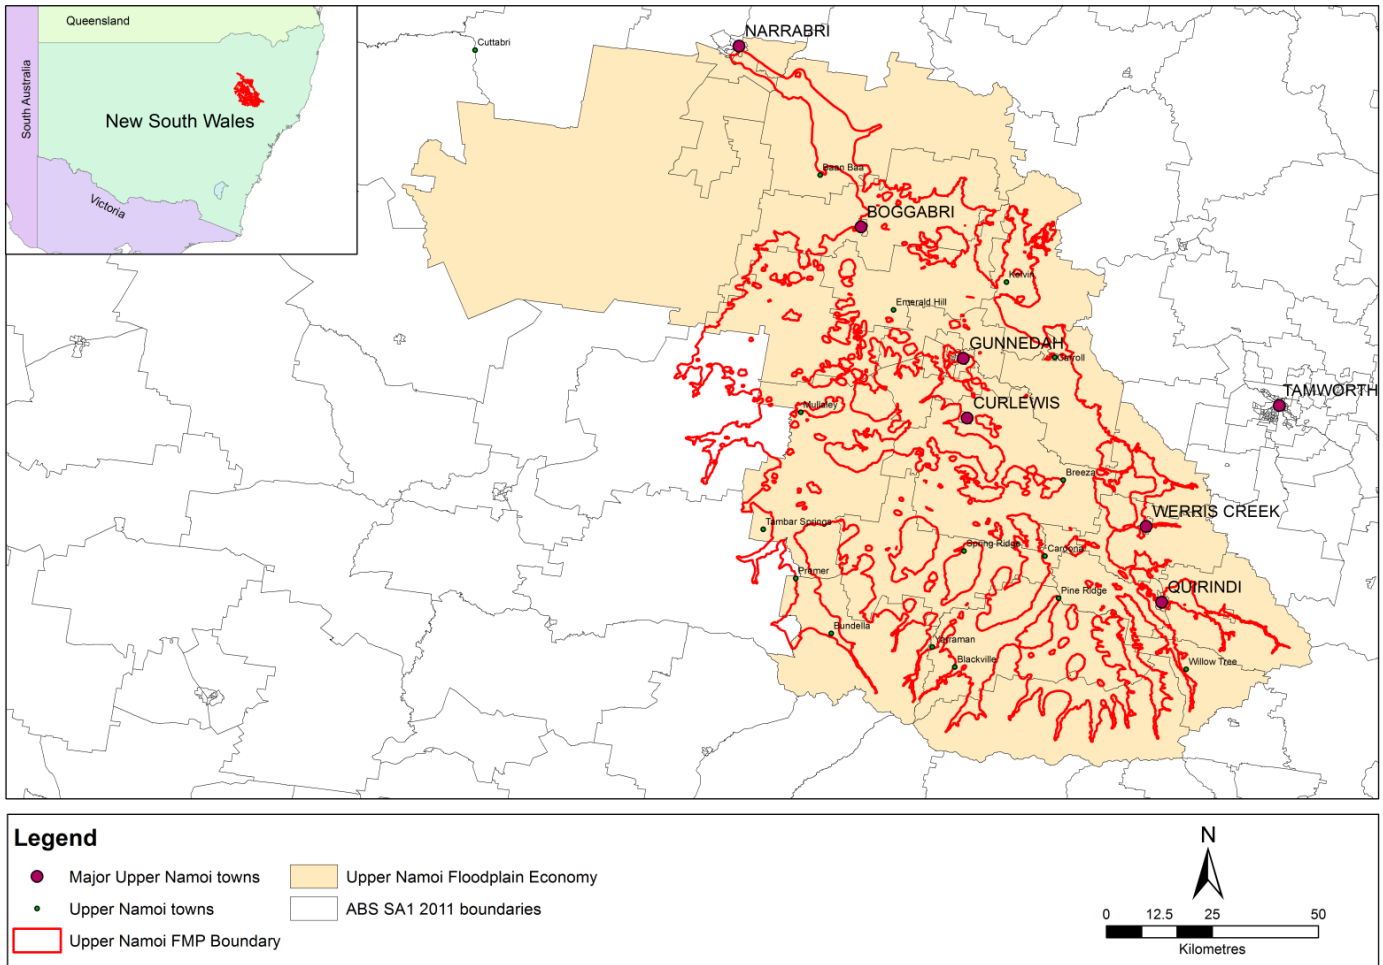 Queensland
South Australia
New South Wales
Victoria
Cuttabri
NARRABRI
Baan Baa
BOGGABRI
Kelvin
Emerald Hill
GUNNEDAH
Carroll
TAMWORTH
Mullaley
CURLEWIS
Breeza
WERRIS CREEK
Tambar Springs
Spring Ridge
Caroona
Premer
Pine Ridge
QUIRINDI
Bundella
Yarraman
Blackville
Willow Tree
Legend
Major Upper Namoi towns
Upper Namoi towns
Upper Namoi FMP Boundary
Upper Namoi Floodplain Economy
ABS SA1 2011 boundaries
N
0 12.5 25 50
Kilometres